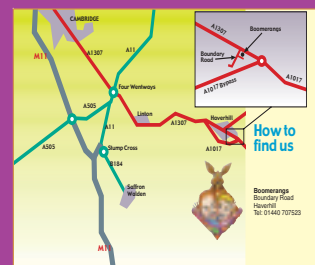 CAMBRIDGE
M11
A1307
A11
Four Wentways
A505
A11
Linton
A1307
Haverhill
A1017
A505
Stump Cross
B184
Saffron
Walden
M11
A1307
Boomerangs
Boundary
Road
A1017 Bypass
A1017
How to
find us
Boomerangs
Boundary Road
Haverhill
Tel: 01440 707523